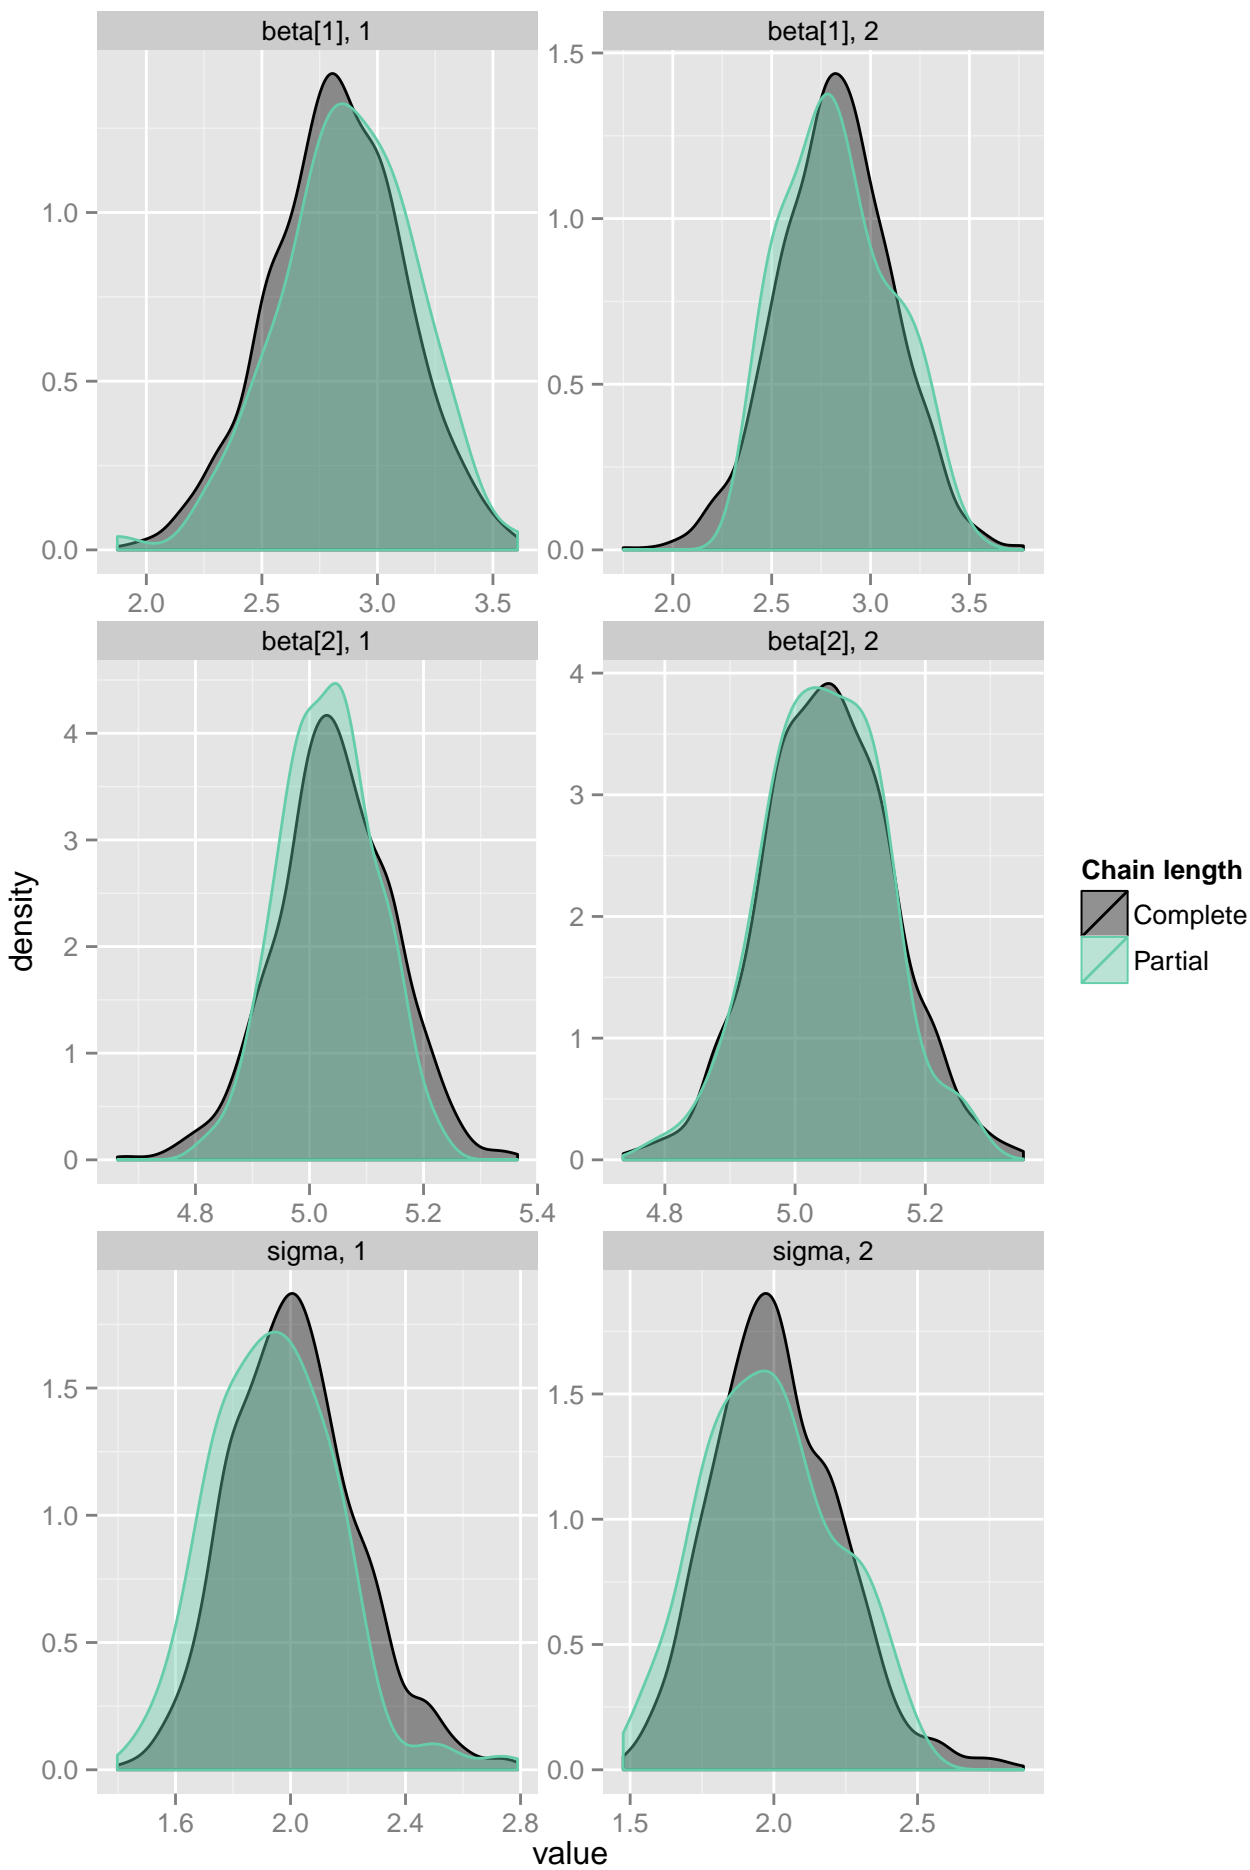 beta[1], 1
beta[1], 2
1.0
0.5
0.0
1.5
1.0
0.5
0.0
2.0 2.5 3.0 3.5
2.0 2.5 3.0 3.5
beta[2], 1
beta[2], 2
4
3
2
1
0
4
3
2
1
0
4.8 5.0 5.2 5.4
4.8 5.0 5.2
sigma, 1
sigma, 2
1.5
1.0
0.5
0.0
1.5
1.0
0.5
0.0
1.6 2.0 2.4 2.8
1.5 2.0 2.5
density
value
Chain length
Complete
Partial